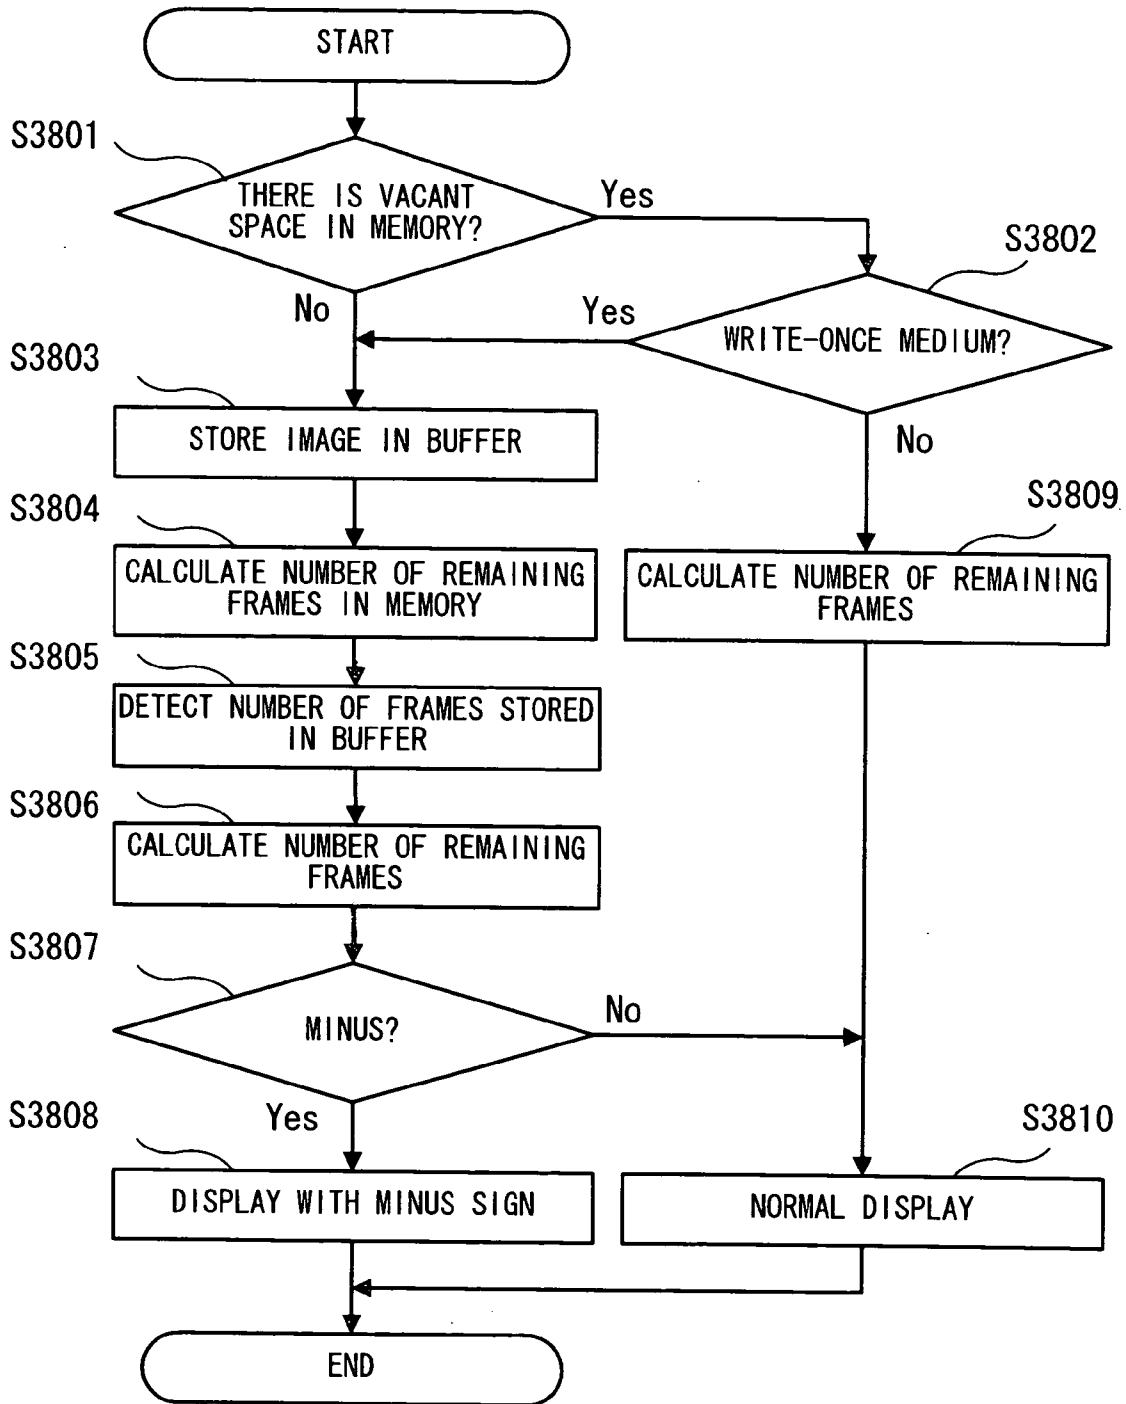 START
S3801
THERE IS VACANT
SPACE IN MEMORY?
Yes
S3802
No
Yes
WRITE-ONCE MEDIUM?
S3803
No
STORE IMAGE IN BUFFER
S3804
S3809
CALCULATE NUMBER OF REMAINING
FRAMES IN MEMORY
CALCULATE NUMBER OF REMAINING
FRAMES
S3805
DETECT NUMBER OF FRAMES STORED
IN BUFFER
S3806
CALCULATE NUMBER OF REMAINING
FRAMES
S3807
MINUS?
No
S3808
Yes
S3810
DISPLAY WITH MINUS SIGN
NORMAL DISPLAY
END